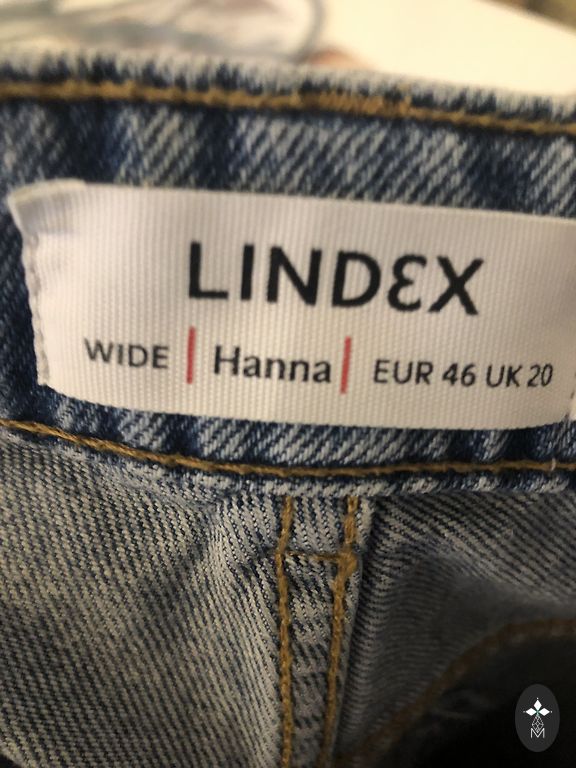 LINDEX
WIDE | Hanna | EUR 46 UK 20
M